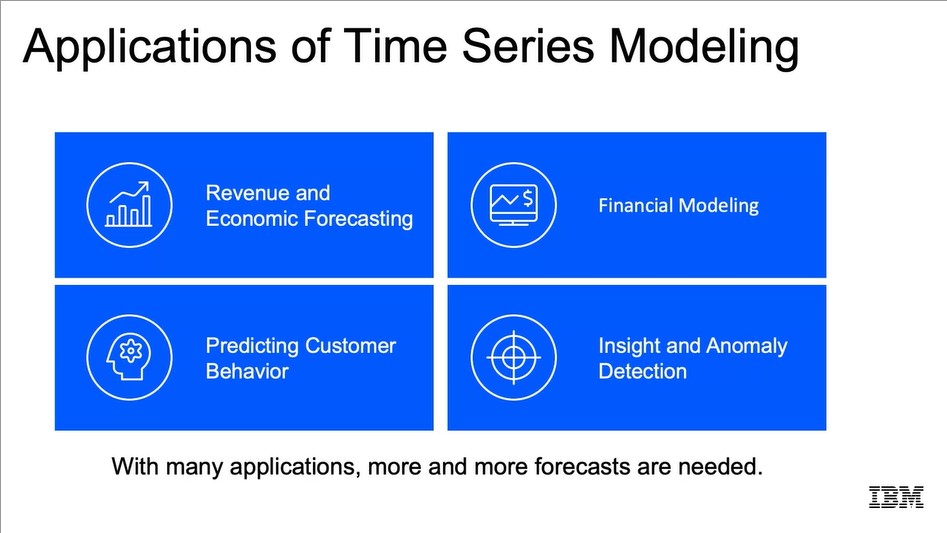 Applications of Time Series Modeling
Revenue and
Economic Forecasting
$
Financial Modeling
Predicting Customer
Behavior
Insight and Anomaly
Detection
With many applications, more and more forecasts are needed.
IBM